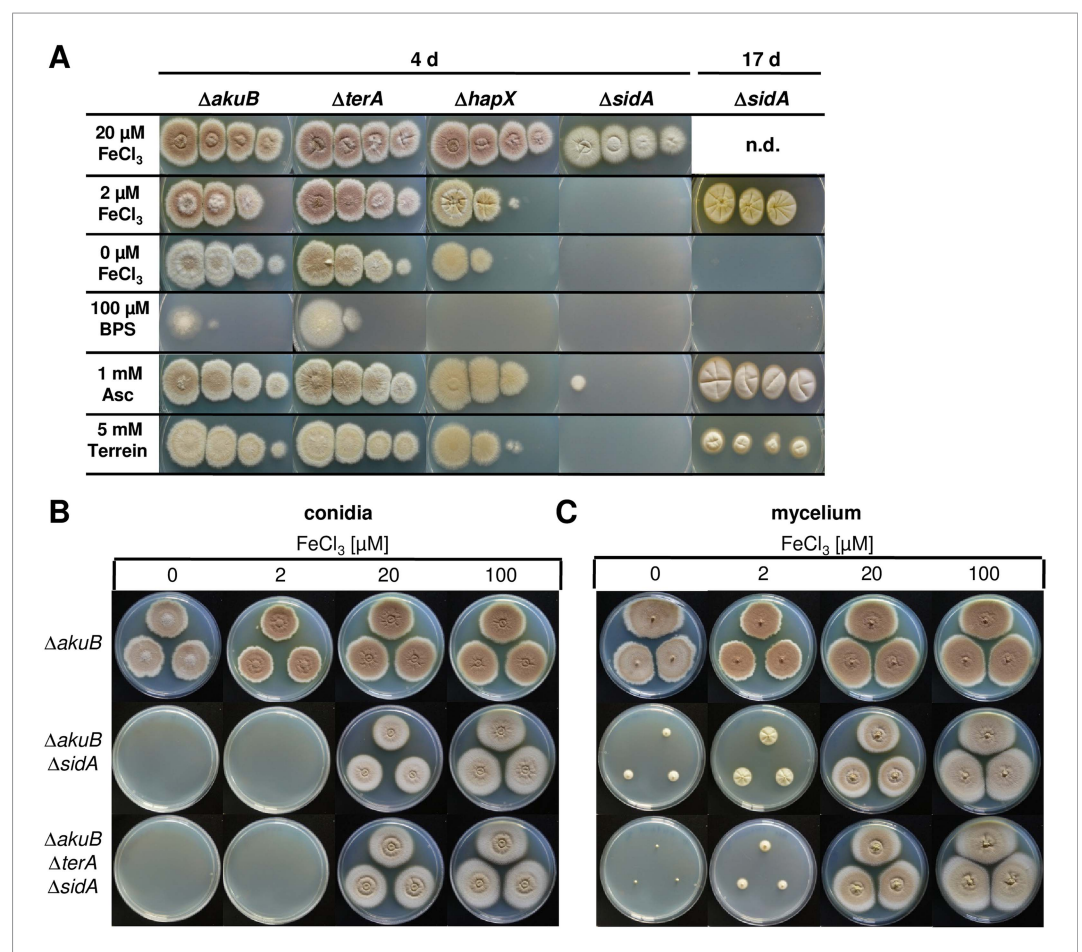 A
4 d
17 d
ΔakuB
ΔterA
ΔhapX
ΔsidA
ΔsidA
20 µM
FeCl3
n.d.
2 µM
FeCl3
0 µM
FeCl3
100 µM
BPS
1 mM
Asc
5 mM
Terrein
B
conidia
FeCl3 [µM]
0
2
20
100
C
mycelium
FeCl3 [µM]
0
2
20
100
ΔakuB
ΔakuB
ΔsidA
ΔakuB
ΔterA
ΔsidA